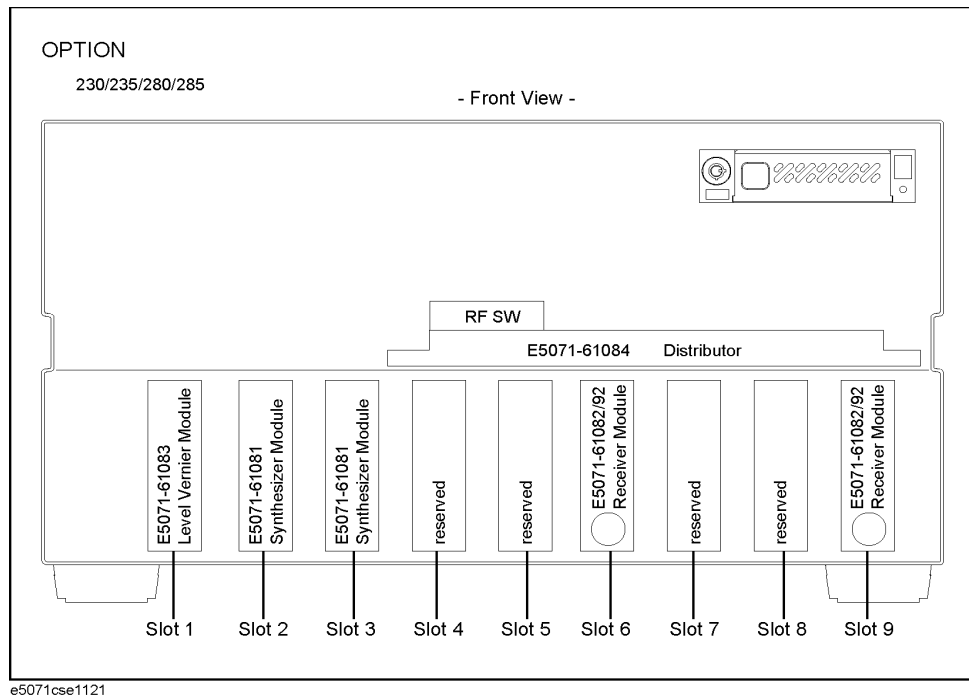 OPTION
230/235/280/285
- Front View -
RF SW
E5071-61084 Distributor
E5071-61083
Level Vernier Module
E5071-61081
Synthesizer Module
E5071-61081
Synthesizer Module
reserved
reserved
E5071-61082/92
Receiver Module
reserved
reserved
E5071-61082/92
Receiver Module
Slot 1 Slot 2 Slot 3 Slot 4 Slot 5 Slot 6 Slot 7 Slot 8 Slot 9
e5071cse1121